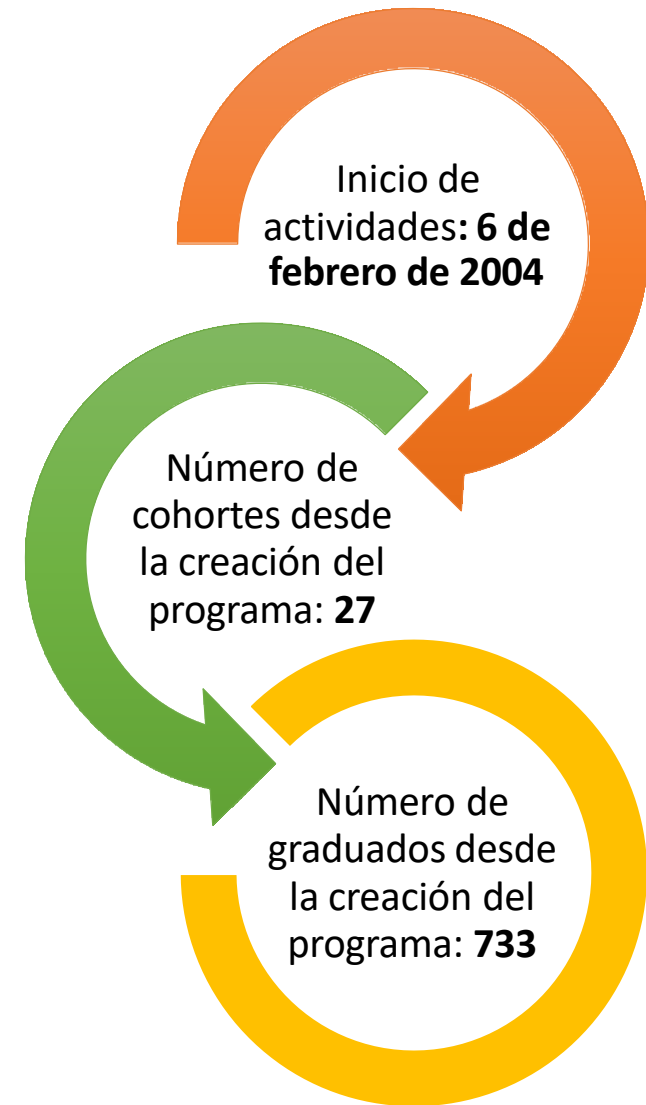 Inicio de
actividades: 6 de
febrero de 2004
Número de
cohortes desde
la creación del
programa: 27
Número de
graduados desde
la creación del
programa: 733